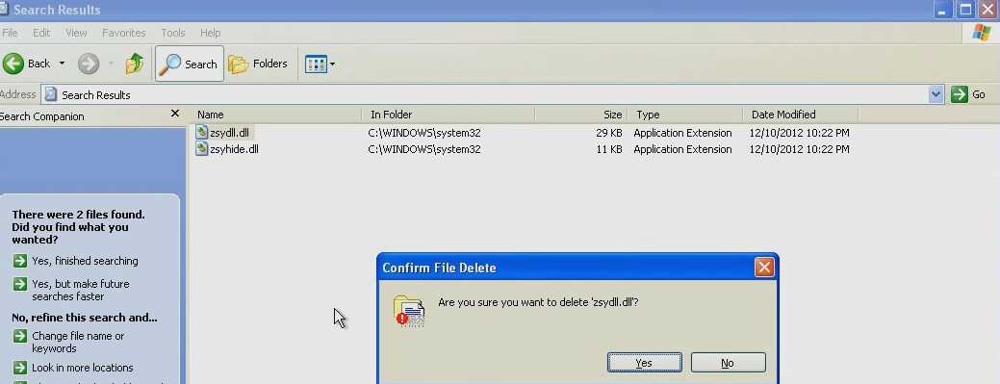 Search Results
File Edit View Favorites Tools Help
Back Search Folders
Address Search Results Go
Search Companion
Name In Folder Size Type Date Modified
zsydll.dll C:\WINDOWS\system32 29 KB Application Extension 12/10/2012 10:22 PM
zsyhide.dll C:\WINDOWS\system32 11 KB Application Extension 12/10/2012 10:22 PM
There were 2 files found.
Did you find what you
wanted?
Yes, finished searching
Yes, but make future
searches faster
No, refine this search and...
Change file name or
keywords
Look in more locations
Confirm File Delete
Are you sure you want to delete 'zsydll.dll'?
Yes No